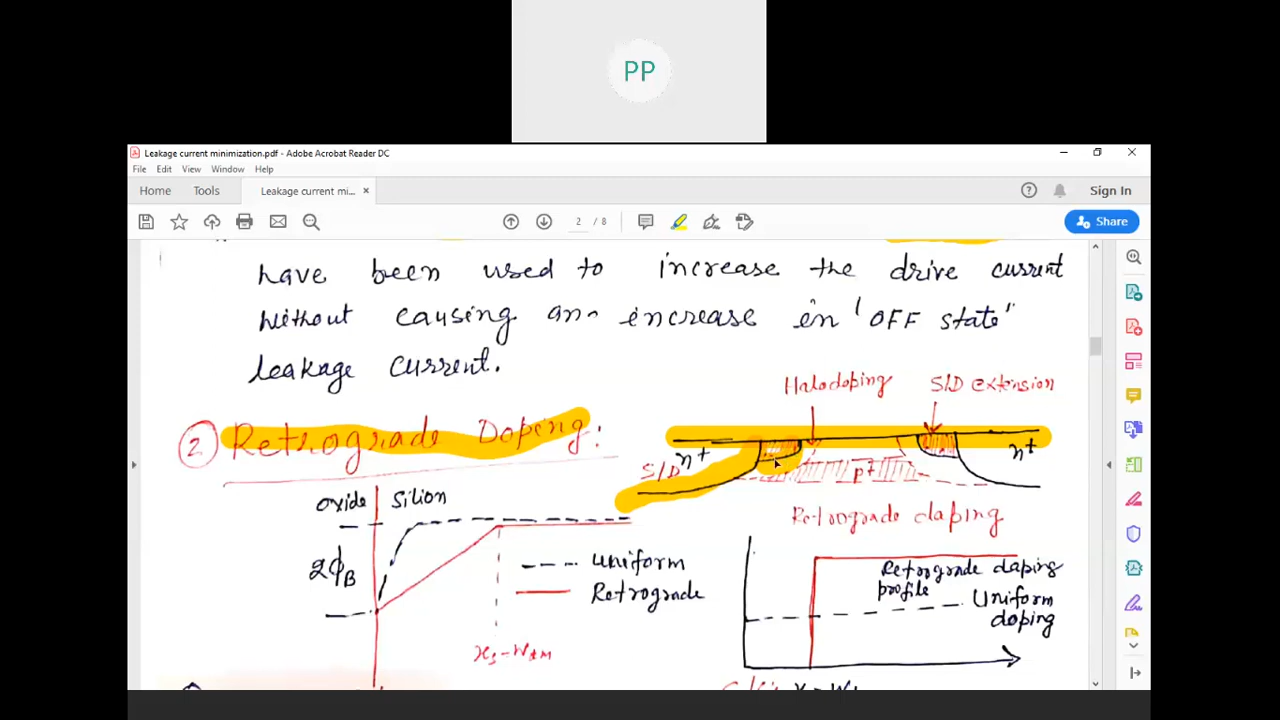 PP
Leakage current minimization.pdf - Adobe Acrobat Reader DC
File Edit View Window Help
Home Tools Leakage current mi... × Sign In
2 / 8 Share
have been used to increase the drive current
without causing an increase in "OFF state"
leakage current.
Halodoping S/D extension
② Retrograde Doping:
S/D n+ p+ n+
Retrograde doping
oxide Silion
2ϕB
Uniform
Retrograde
Retrograde doping
profile
Uniform
doping